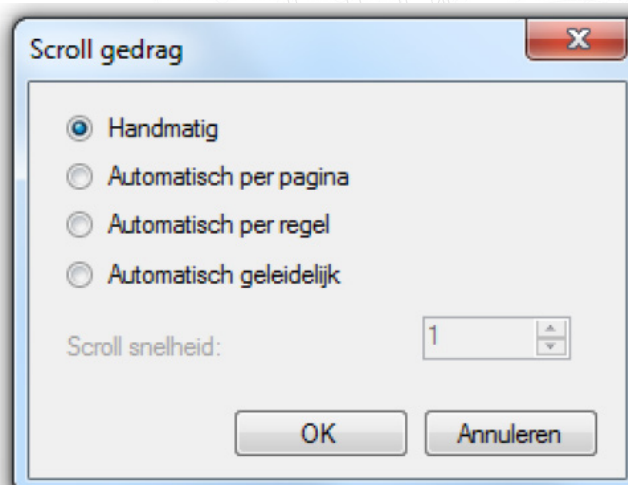 Scroll gedrag
Handmatig
Automatisch per pagina
Automatisch per regel
Automatisch geleidelijk
Scroll snelheid: 1
OK Annuleren